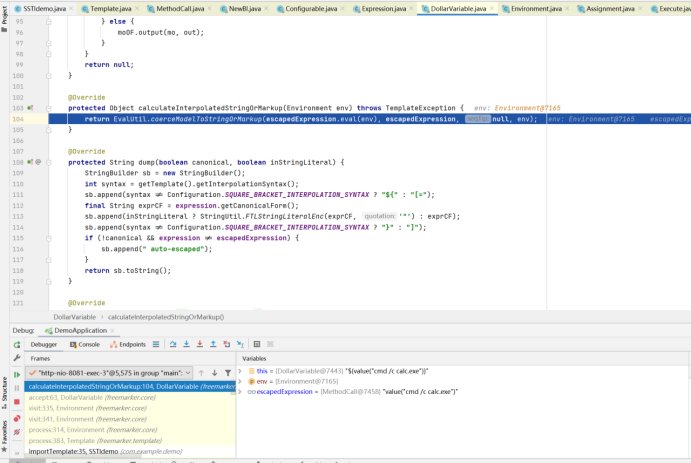 Project
SSTIdemo.java Template.java MethodCall.java NewBI.java Configurable.java Expression.java DollarVariable.java Environment.java Assignment.java Execute.java
95 } else {
96 moOF.output(mo, out);
97 }
98 }
99 return null;
100 }
101
102 @Override
103 protected Object calculateInterpolatedStringOrMarkup(Environment env) throws TemplateException { env: Environment@7165
104 return EvalUtil.coerceModelToStringOrMarkup(escapedExpression.eval(env), escapedExpression, null, env); env: Environment@7165 escapedExp
105 }
106
107 @Override
108 protected String dump(boolean canonical, boolean inStringLiteral) {
109 StringBuilder sb = new StringBuilder();
110 int syntax = getTemplate().getInterpolationSyntax();
111 sb.append(syntax ≠ Configuration.SQUARE_BRACKET_INTERPOLATION_SYNTAX ? "${" : "[=");
112 final String exprCF = expression.getCanonicalForm();
113 sb.append(inStringLiteral ? StringUtil.FTLStringLiteralEnc(exprCF, quotation: '"') : exprCF);
114 sb.append(syntax ≠ Configuration.SQUARE_BRACKET_INTERPOLATION_SYNTAX ? "}" : "]");
115 if (!canonical && expression ≠ escapedExpression) {
116 sb.append(" auto-escaped");
117 }
118 return sb.toString();
119 }
120
121 @Override
DollarVariable › calculateInterpolatedStringOrMarkup()
Debug: DemoApplication
Debugger Console Endpoints
Frames Variables
"http-nio-8081-exec-3"@5,575 in group "main":
calculateInterpolatedStringOrMarkup:104, DollarVariable (freemarker
accept:63, DollarVariable (freemarker.core)
visit:335, Environment (freemarker.core)
visit:341, Environment (freemarker.core)
process:314, Environment (freemarker.core)
process:383, Template (freemarker.template)
importTemplate:35, SSTIdemo (com.example.demo)
this = {DollarVariable@7443} "${value("cmd /c calc.exe")}"
env = {Environment@7165}
escapedExpression = {MethodCall@7458} "value("cmd /c calc.exe")"
Structure
Favorites